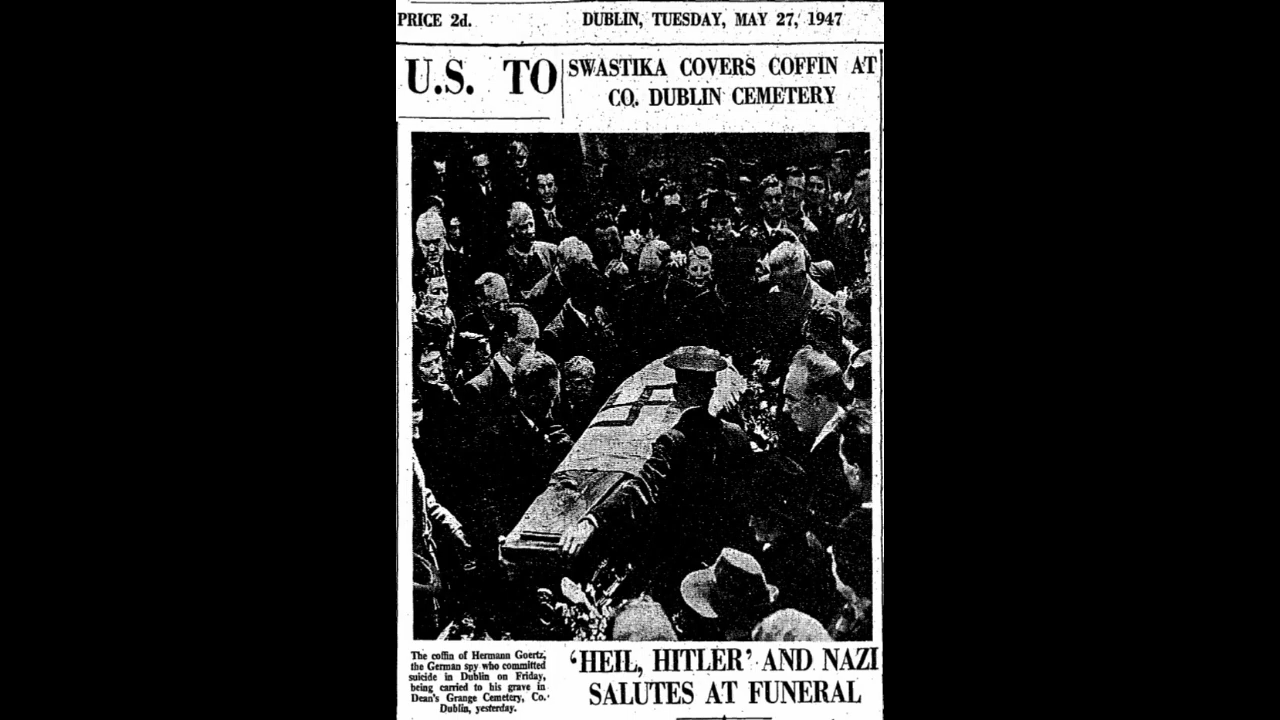 PRICE 2d.
DUBLIN, TUESDAY, MAY 27, 1947
U.S. TO
SWASTIKA COVERS COFFIN AT
CO. DUBLIN CEMETERY
The coffin of Hermann Goertz,
the German spy who committed
suicide in Dublin on Friday,
being carried to his grave in
Dean's Grange Cemetery, Co.
Dublin, yesterday.
'HEIL, HITLER' AND NAZI
SALUTES AT FUNERAL